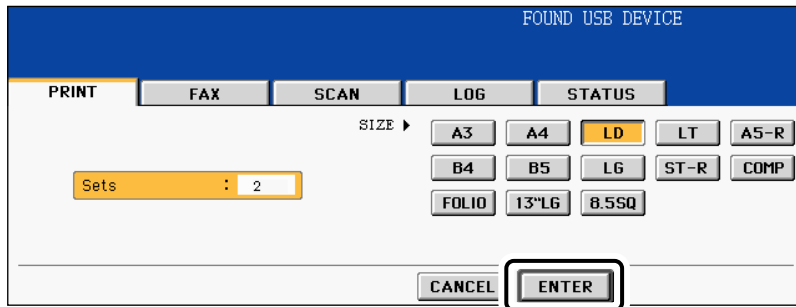 FOUND USB DEVICE
PRINT FAX SCAN LOG STATUS
SIZE A3 A4 LD LT A5-R
B4 B5 LG ST-R COMP
Sets : 2
FOLIO 13"LG 8.5SQ
CANCEL ENTER